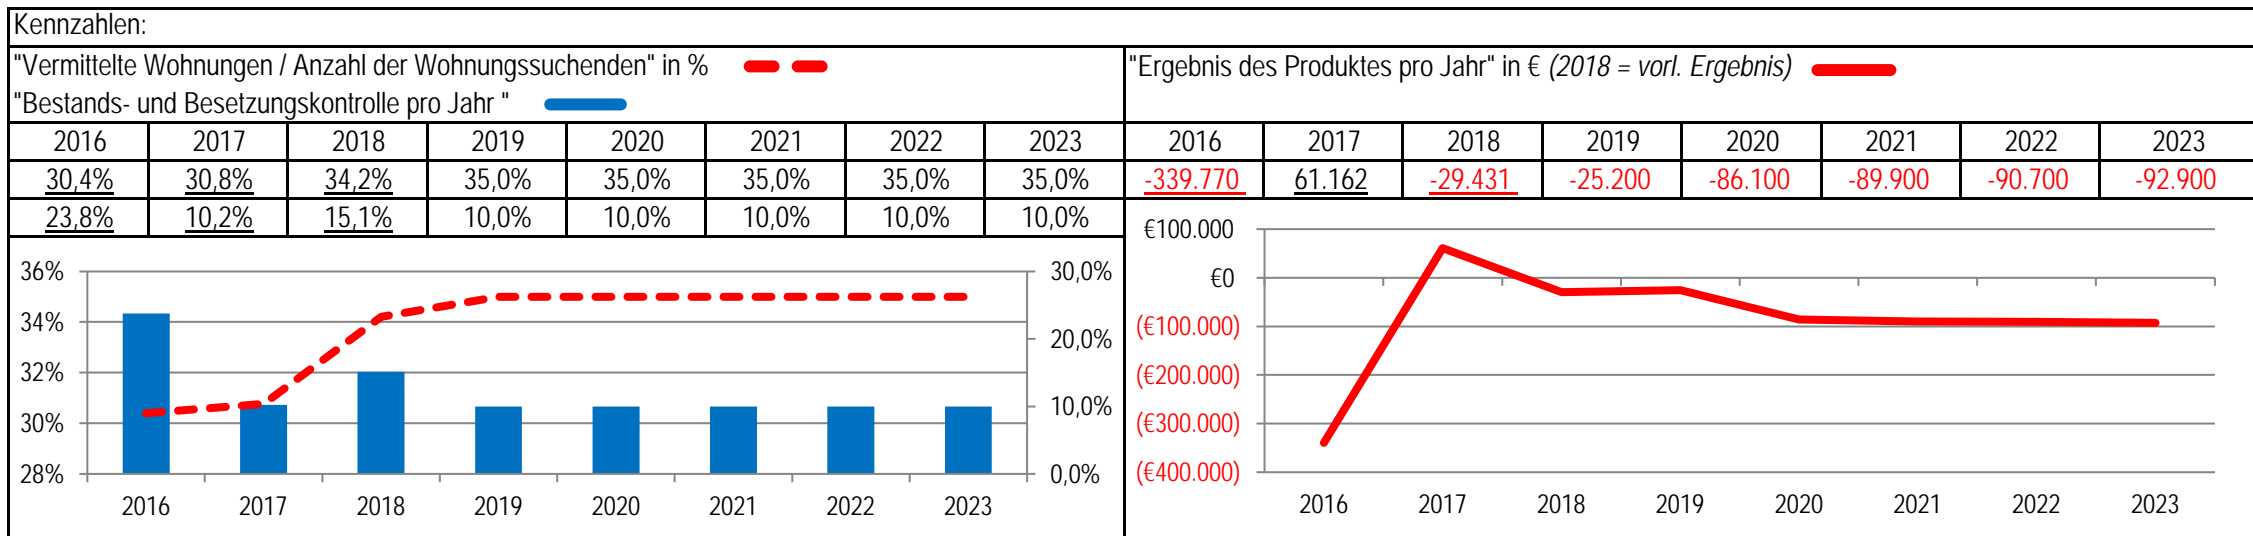 Kennzahlen:
"Vermittelte Wohnungen / Anzahl der Wohnungssuchenden" in %
"Bestands- und Besetzungskontrolle pro Jahr "
2016 2017 2018 2019 2020 2021 2022 2023
30,4% 30,8% 34,2% 35,0% 35,0% 35,0% 35,0% 35,0%
23,8% 10,2% 15,1% 10,0% 10,0% 10,0% 10,0% 10,0%
36%
34%
32%
30%
28%
30,0%
20,0%
10,0%
0,0%
2016 2017 2018 2019 2020 2021 2022 2023
"Ergebnis des Produktes pro Jahr" in € (2018 = vorl. Ergebnis)
2016 2017 2018 2019 2020 2021 2022 2023
-339.770 61.162 -29.431 -25.200 -86.100 -89.900 -90.700 -92.900
€100.000
€0
(€100.000)
(€200.000)
(€300.000)
(€400.000)
2016 2017 2018 2019 2020 2021 2022 2023